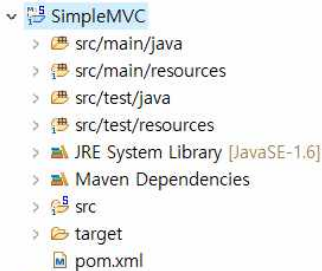 SimpleMVC
src/main/java
src/main/resources
src/test/java
src/test/resources
JRE System Library [JavaSE-1.6]
Maven Dependencies
src
target
pom.xml